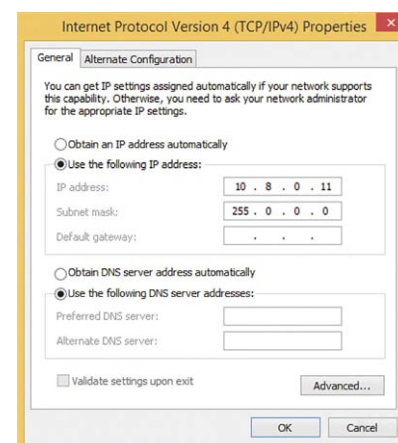 Internet Protocol Version 4 (TCP/IPv4) Properties
General
Alternate Configuration
You can get IP settings assigned automatically if your network supports
this capability. Otherwise, you need to ask your network administrator
for the appropriate IP settings.
Obtain an IP address automatically
Use the following IP address:
IP address: 10 . 8 . 0 . 11
Subnet mask: 255 . 0 . 0 . 0
Default gateway: . . .
Obtain DNS server address automatically
Use the following DNS server addresses:
Preferred DNS server:
Alternate DNS server:
Validate settings upon exit
Advanced...
OK
Cancel